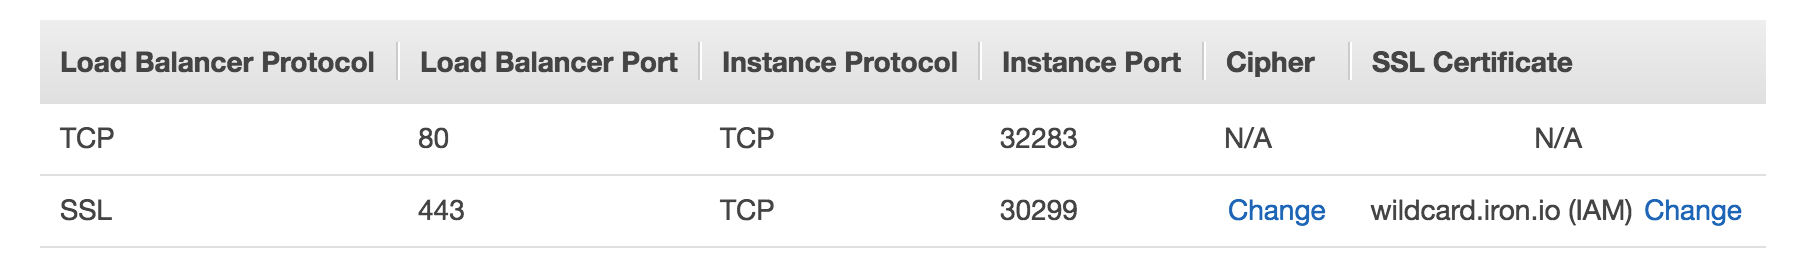 Load Balancer Protocol Load Balancer Port Instance Protocol Instance Port Cipher SSL Certificate
TCP 80 TCP 32283 N/A N/A
SSL 443 TCP 30299 Change wildcard.iron.io (IAM) Change